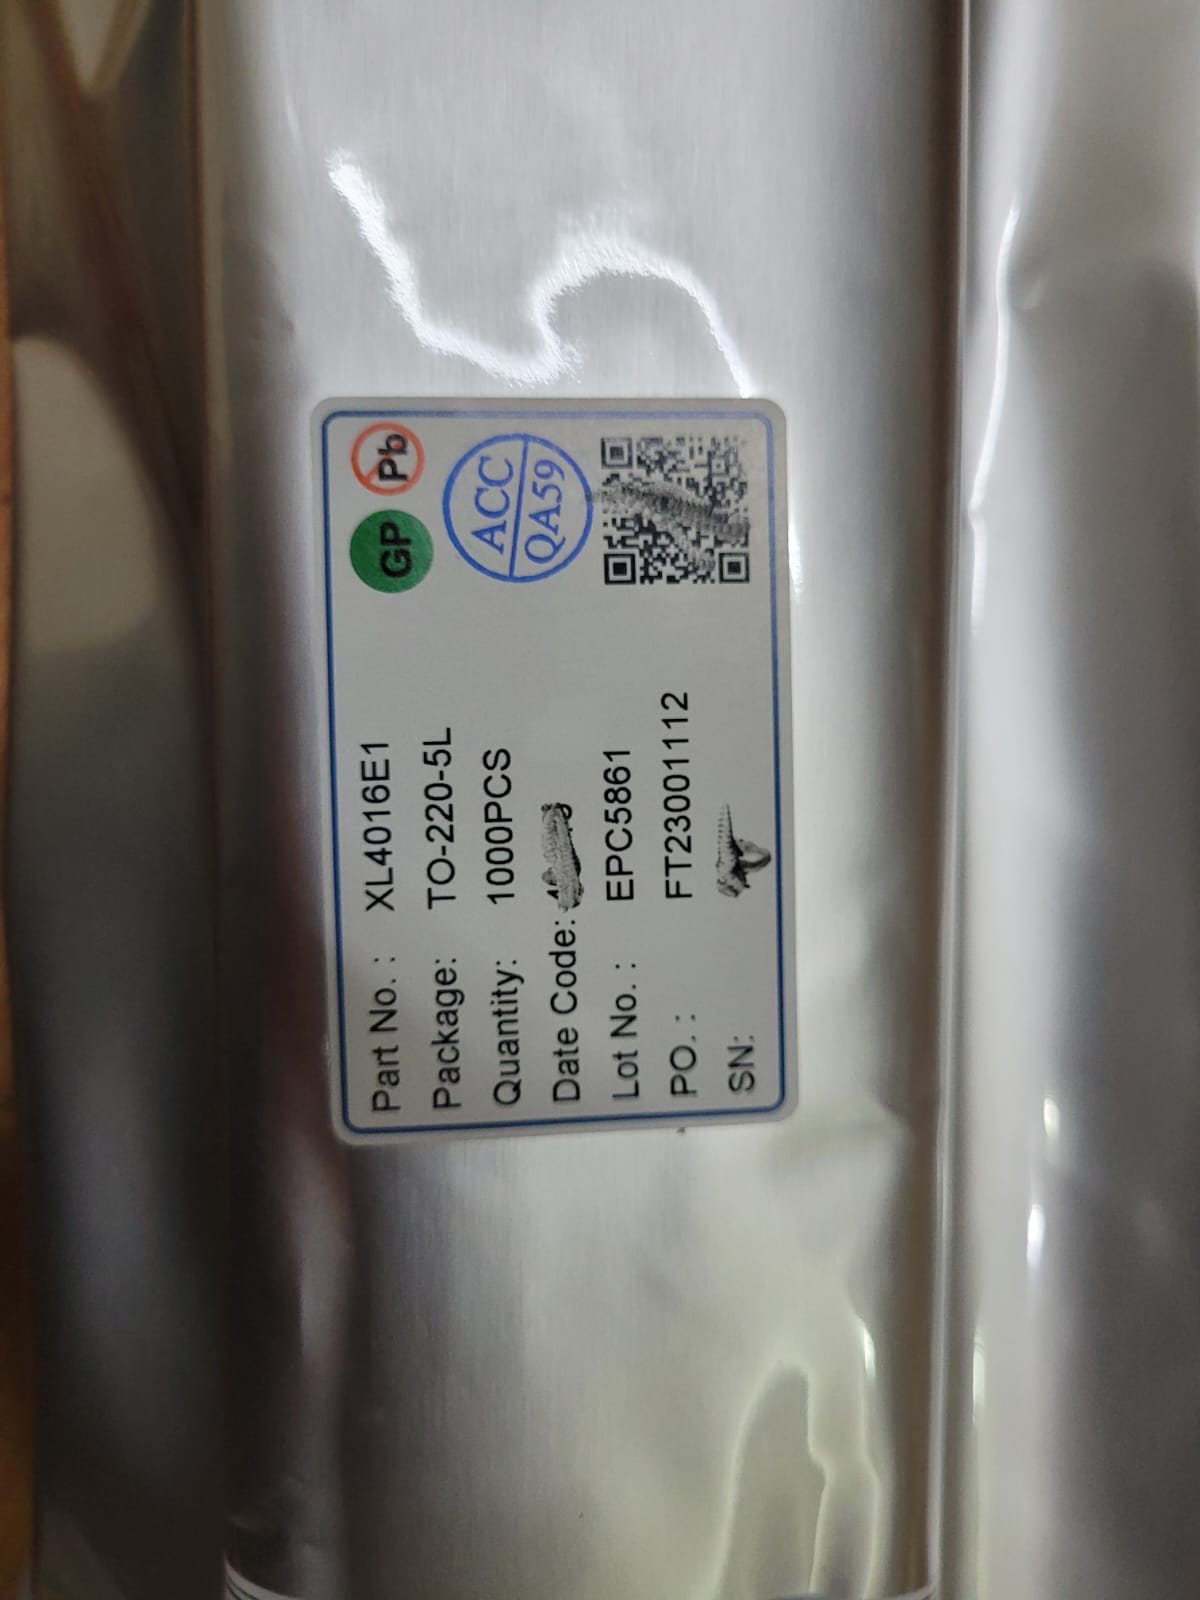 Part No. : XL4016E1
GP Pb
Package: TO-220-5L
Quantity: 1000PCS
ACC
QA59
Date Code:
Lot No. : EPC5861
PO. : FT23001112
SN: